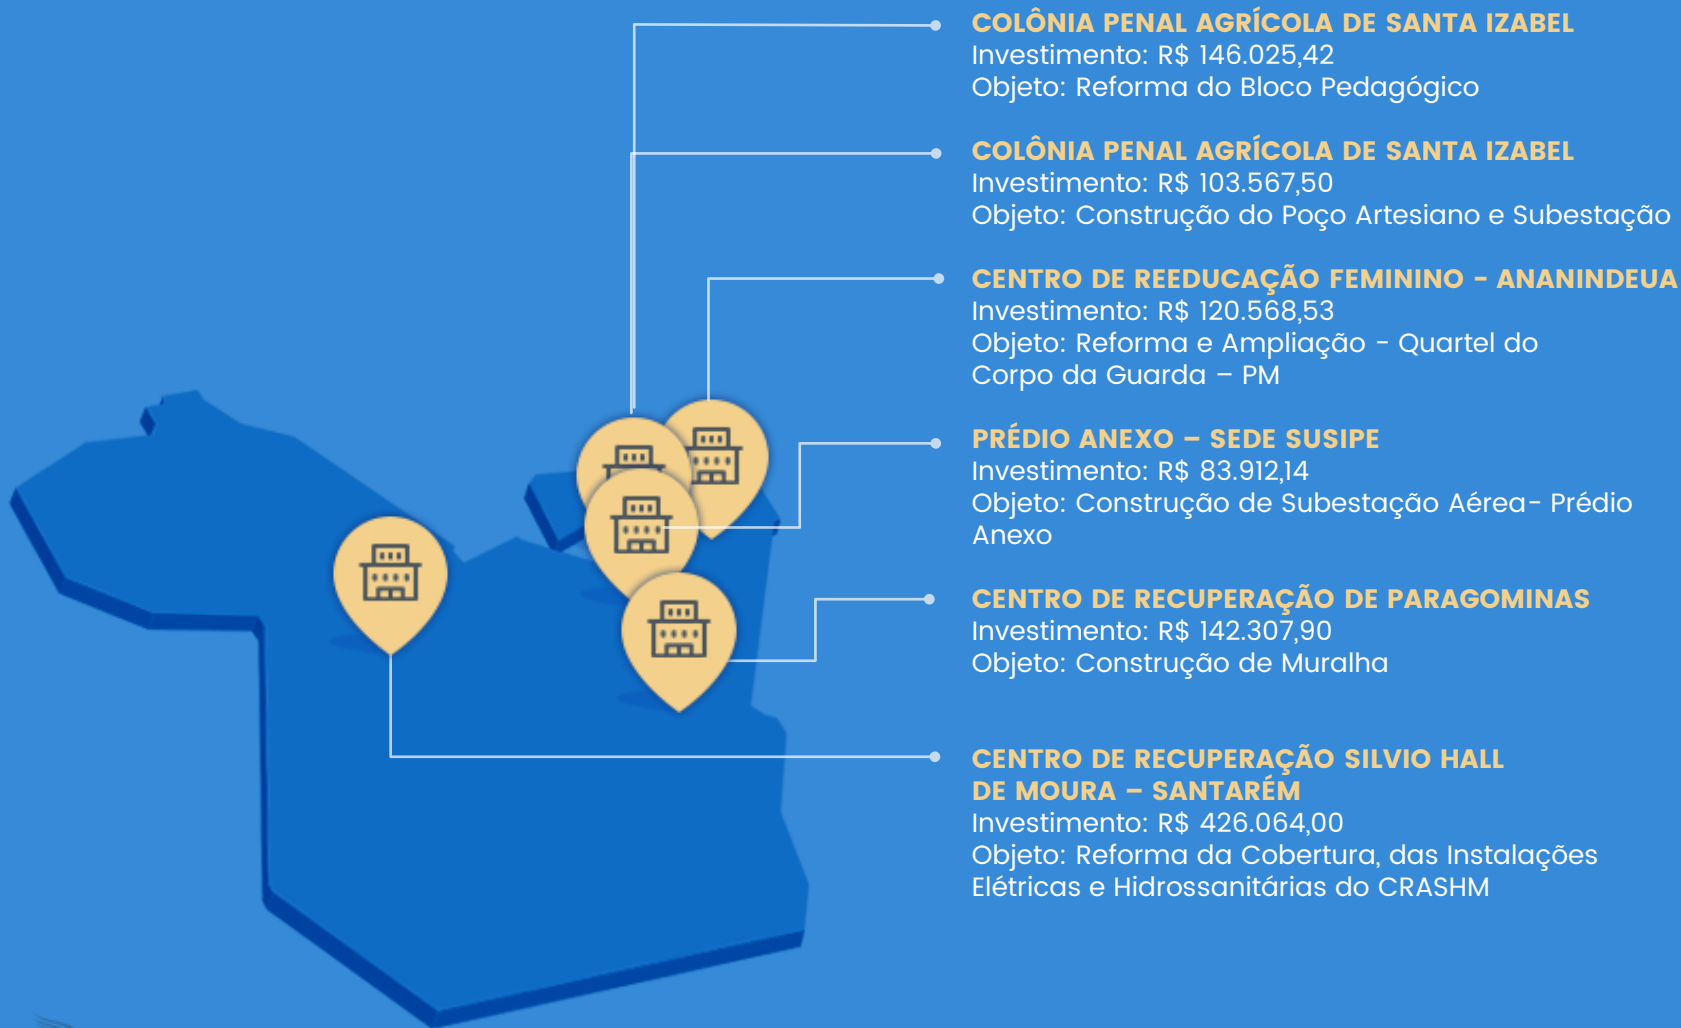 COLÔNIA PENAL AGRÍCOLA DE SANTA IZABEL
Investimento: R$ 146.025,42
Objeto: Reforma do Bloco Pedagógico
COLÔNIA PENAL AGRÍCOLA DE SANTA IZABEL
Investimento: R$ 103.567,50
Objeto: Construção do Poço Artesiano e Subestação
CENTRO DE REEDUCAÇÃO FEMININO - ANANINDEUA
Investimento: R$ 120.568,53
Objeto: Reforma e Ampliação - Quartel do
Corpo da Guarda – PM
PRÉDIO ANEXO – SEDE SUSIPE
Investimento: R$ 83.912,14
Objeto: Construção de Subestação Aérea- Prédio
Anexo
CENTRO DE RECUPERAÇÃO DE PARAGOMINAS
Investimento: R$ 142.307,90
Objeto: Construção de Muralha
CENTRO DE RECUPERAÇÃO SILVIO HALL
DE MOURA – SANTARÉM
Investimento: R$ 426.064,00
Objeto: Reforma da Cobertura, das Instalações
Elétricas e Hidrossanitárias do CRASHM